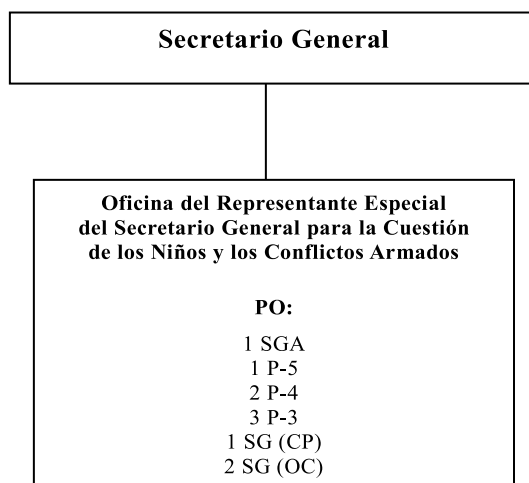 Secretario General
Oficina del Representante Especial
del Secretario General para la Cuestión
de los Niños y los Conflictos Armados
PO:
1 SGA
1 P-5
2 P-4
3 P-3
1 SG (CP)
2 SG (OC)